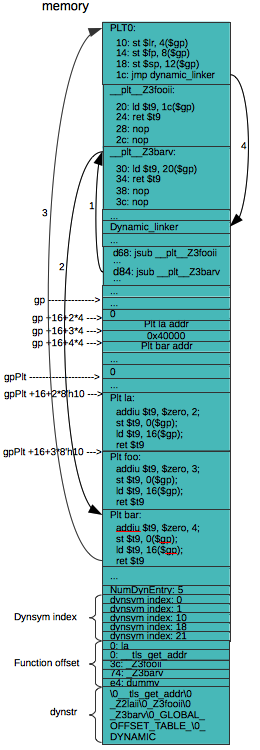 memory
PLT0:
10: st $lr, 4($gp)
14: st $fp, 8($gp)
18: st $sp, 12($gp)
1c: jmp dynamic_linker
__plt__Z3fooii:
20: ld $t9, 1c($gp)
24: ret $t9
28: nop
2c: nop
__plt__Z3barv:
30: ld $t9, 20($gp)
34: ret $t9
38: nop
3c: nop
...
Dynamic_linker
...
d68: jsub __plt__Z3fooii
...
d84: jsub __plt__Z3barv
...
1
2
3
4
gp --------------->
...
0
gp +16+2*4 --->
Plt la addr
gp +16+3*4 --->
0x40000
gp +16+4*4 --->
Plt bar addr
...
gpPlt --------------->
0
...
gpPlt +16+2*8'h10 --->
Plt la:
addiu $t9, $zero, 2;
st $t9, 0($gp);
ld $t9, 16($gp);
ret $t9
gpPlt +16+3*8'h10 --->
Plt foo:
addiu $t9, $zero, 3;
st $t9, 0($gp);
ld $t9, 16($gp);
ret $t9
Plt bar:
addiu $t9, $zero, 4;
st $t9, 0($gp);
ld $t9, 16($gp);
ret $t9
...
NumDynEntry: 5
Dynsym index
dynsym index: 0
dynsym index: 1
dynsym index: 10
dynsym index: 18
dynsym index: 21
Function offset
0: la
0: __tls_get_addr
3c: _Z3fooii
74: _Z3barv
e4: dummy
dynstr
\0__tls_get_addr\0
_Z2laii\0_Z3fooii\0
_Z3barv\0_GLOBAL_
OFFSET_TABLE_\0_
DYNAMIC